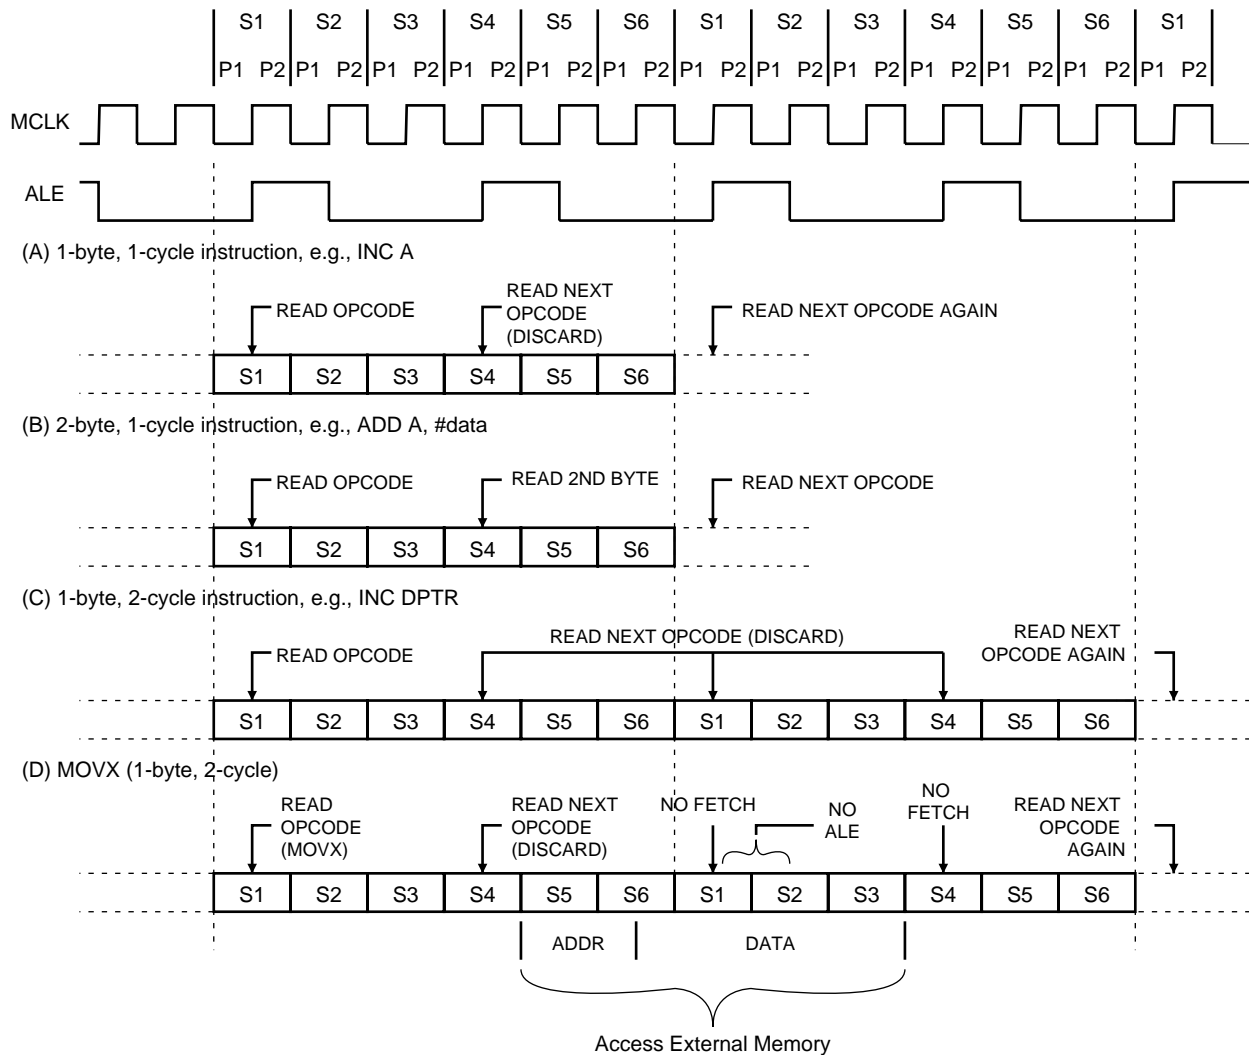 S1 S2 S3 S4 S5 S6 S1 S2 S3 S4 S5 S6 S1
P1 P2 P1 P2 P1 P2 P1 P2 P1 P2 P1 P2 P1 P2 P1 P2 P1 P2 P1 P2 P1 P2 P1 P2 P1 P2
MCLK
ALE
(A) 1-byte, 1-cycle instruction, e.g., INC A
READ OPCODE
READ NEXT
OPCODE
(DISCARD)
READ NEXT OPCODE AGAIN
S1 S2 S3 S4 S5 S6
(B) 2-byte, 1-cycle instruction, e.g., ADD A, #data
READ OPCODE
READ 2ND BYTE
READ NEXT OPCODE
S1 S2 S3 S4 S5 S6
(C) 1-byte, 2-cycle instruction, e.g., INC DPTR
READ OPCODE
READ NEXT OPCODE (DISCARD)
READ NEXT
OPCODE AGAIN
S1 S2 S3 S4 S5 S6 S1 S2 S3 S4 S5 S6
(D) MOVX (1-byte, 2-cycle)
READ
OPCODE
(MOVX)
READ NEXT
OPCODE
(DISCARD)
NO FETCH
NO
ALE
NO
FETCH
READ NEXT
OPCODE
AGAIN
S1 S2 S3 S4 S5 S6 S1 S2 S3 S4 S5 S6
ADDR DATA
Access External Memory